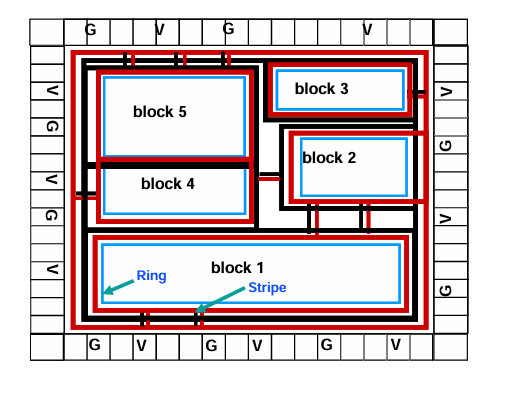 G V G V
block 3
V
V
block 5
G
G
block 2
V
block 4
G
V
block 1
V
Ring
Stripe
G
G V G V G V